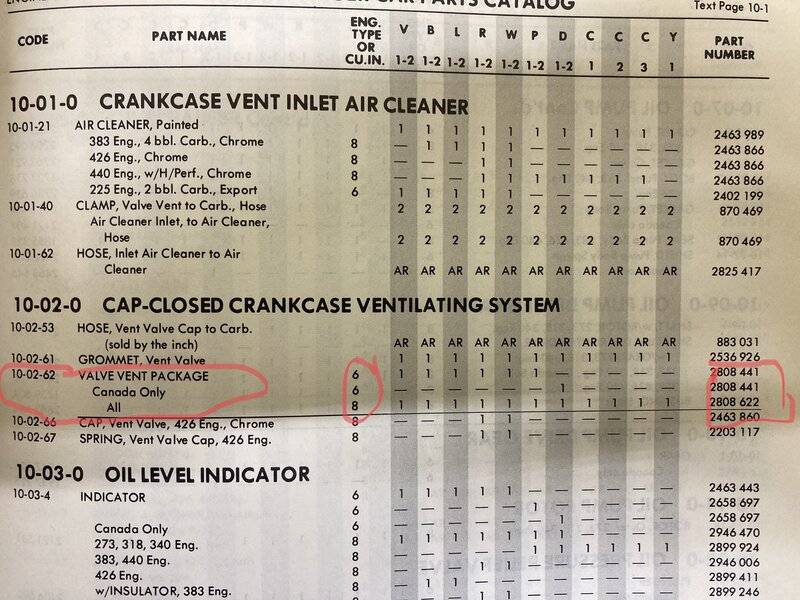 CAR PARTS CATALOG
Text Page 10-1
CODE PART NAME ENG. TYPE OR CU.IN. V B L R W P D C C C Y PART NUMBER
1-2 1-2 1-2 1-2 1-2 1-2 1-2 1 2 3 1
10-01-0 CRANKCASE VENT INLET AIR CLEANER
10-01-21 AIR CLEANER, Painted 1 1 1 1 1 1 1 1 1 1 1 2463 989
383 Eng., 4 bbl. Carb., Chrome 8 — 1 1 1 1 — — — — — — 2463 866
426 Eng., Chrome 8 — — — 1 1 — — — — — — 2463 866
440 Eng., w/H/Perf., Chrome 8 — — — 1 1 1 1 1 1 1 1 2463 866
225 Eng., 2 bbl. Carb., Export 6 1 1 1 1 1 — — — — — — 2402 199
10-01-40 CLAMP, Valve Vent to Carb., Hose 2 2 2 2 2 2 2 2 2 2 2 870 469
Air Cleaner Inlet, to Air Cleaner,
Hose 2 2 2 2 2 2 2 2 2 2 2 870 469
10-01-62 HOSE, Inlet Air Cleaner to Air
Cleaner AR AR AR AR AR AR AR AR AR AR AR 2825 417
10-02-0 CAP-CLOSED CRANKCASE VENTILATING SYSTEM
10-02-53 HOSE, Vent Valve Cap to Carb.
(sold by the inch) AR AR AR AR AR AR AR AR AR AR AR 883 031
10-02-61 GROMMET, Vent Valve 1 1 1 1 1 1 1 1 1 1 1 2536 926
10-02-62 VALVE VENT PACKAGE 6 1 1 1 1 1 1 — — — — — 2808 441
Canada Only 6 — — — — — — 1 — — — — 2808 441
All 8 1 1 1 1 1 1 1 1 1 1 1 2808 622
10-02-66 CAP, Vent Valve, 426 Eng., Chrome 8 — — — 1 1 — — — — — — 2463 860
10-02-67 SPRING, Vent Valve Cap, 426 Eng. 8 — — — 1 1 — — — — — — 2203 117
10-03-0 OIL LEVEL INDICATOR
10-03-4 INDICATOR 6 1 1 1 1 1 — — — — — — 2463 443
6 — — — — — 1 — — — — — 2658 697
Canada Only 6 — — — — — — 1 — — — — 2658 697
273, 318, 340 Eng. 8 1 1 1 1 1 1 1 — — — — 2946 470
383, 440 Eng. 8 — — — — — 1 1 1 1 1 1 2899 924
426 Eng. 8 — — — 1 1 — — — — — — 2946 006
w/INSULATOR, 383 Eng. 8 — 1 1 — — — — — — — — 2899 411
2899 246